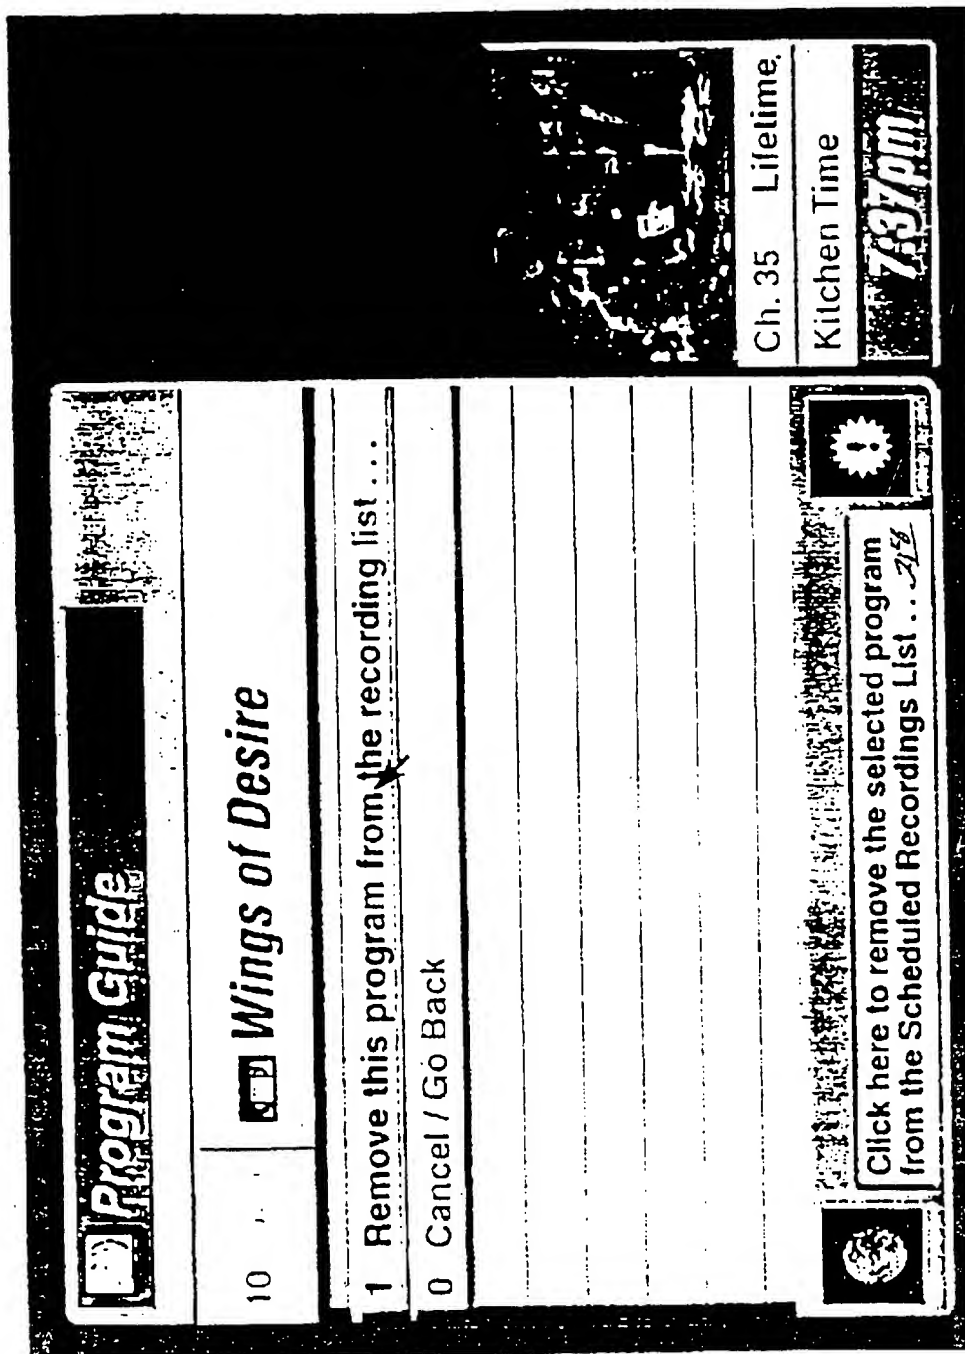 Program Guide
10
Wings of Desire
1 Remove this program from the recording list . . .
0 Cancel / Go Back
Click here to remove the selected program
from the Scheduled Recordings List . . .
Ch. 35 Lifetime
Kitchen Time
7:37pm